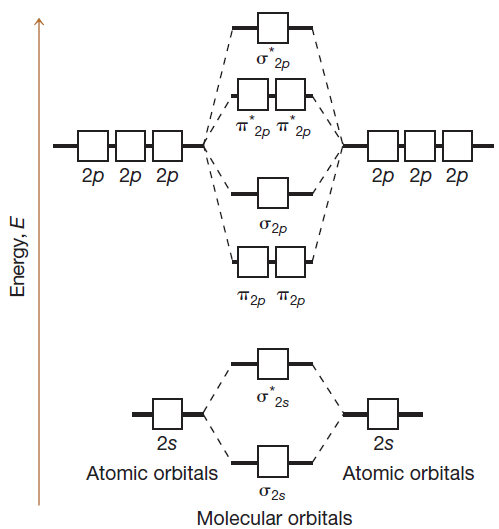 σ*2p
π*2p π*2p
2p 2p 2p
2p 2p 2p
σ2p
π2p π2p
σ*2s
2s
2s
Atomic orbitals
Atomic orbitals
σ2s
Molecular orbitals
Energy, E